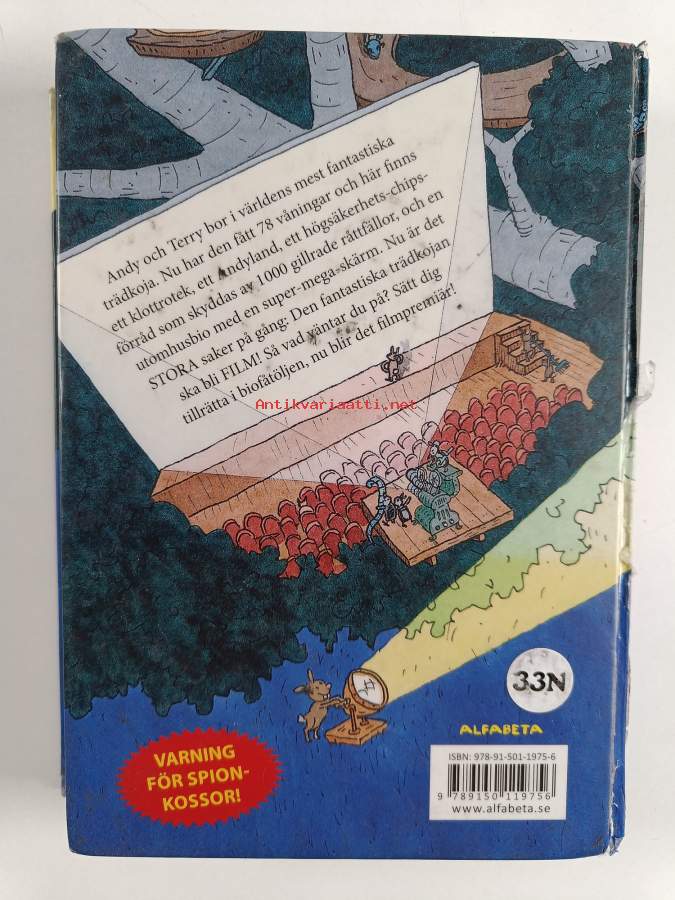 Andy och Terry bor i världens mest fantastiska
trädkoja. Nu har den fått 78 våningar och här finns
ett klottrotek, ett Andyland, ett högsäkerhets-chips-
förråd som skyddas av 1000 gillrade råttfällor, och en
utomhusbio med en super-mega-skärm. Nu är det
STORA saker på gång: Den fantastiska trädkojan
ska bli FILM! Så vad väntar du på? Sätt dig
tillrätta i biofåtöljen, nu blir det filmpremiär!
Antikvariaatti.net
33N
ALFABETA
VARNING
FÖR SPION-
KOSSOR!
ISBN: 978-91-501-1975-6
9 789150 119756
www.alfabeta.se